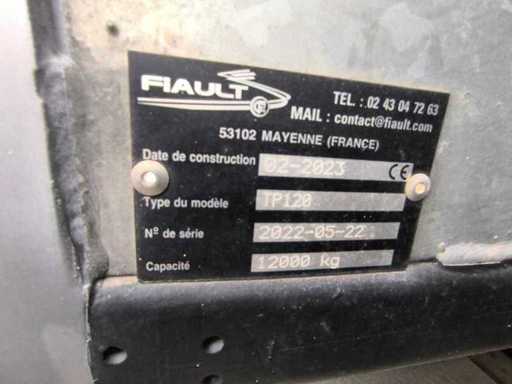 FIAULT
TEL. : 02 43 04 72 63
MAIL : contact@fiault.com
53102 MAYENNE (FRANCE)
Date de construction 02-2023 CE
Type du modèle TP120
Nº de série 2022-05-22
Capacité 12000 kg